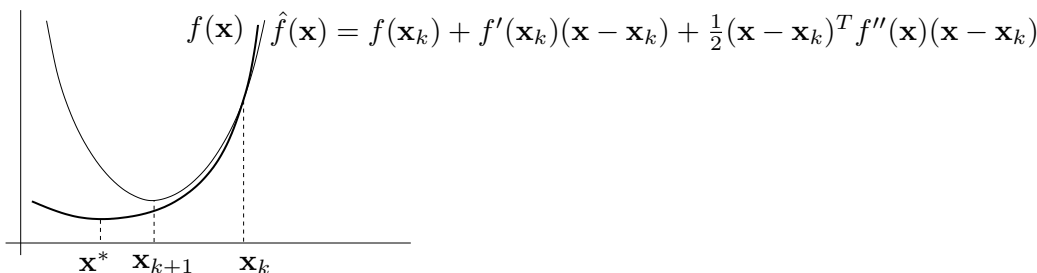 f(x) f̂(x) = f(x_k) + f′(x_k)(x − x_k) + ½(x − x_k)^T f″(x)(x − x_k)
x* x_{k+1} x_k